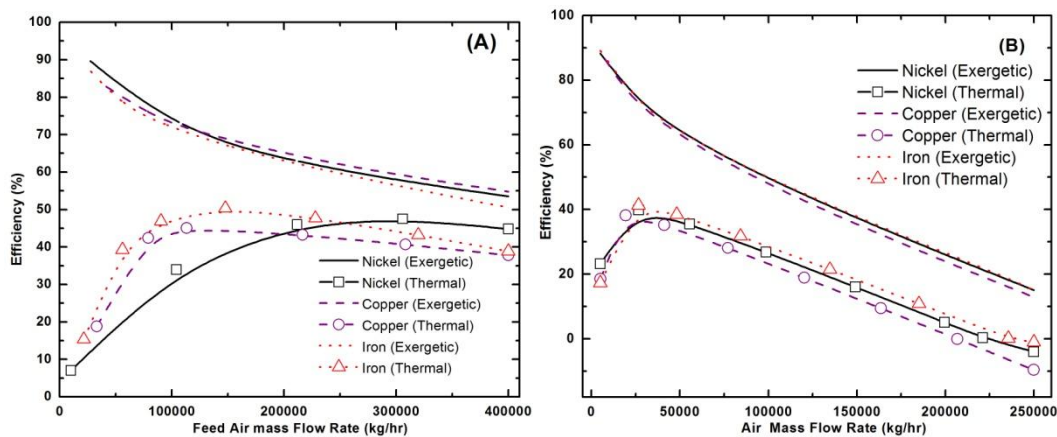 (A)
100
90
80
70
60
50
40
30
20
10
0
Efficiency (%)
0
100000
200000
300000
400000
Feed Air mass Flow Rate (kg/hr)
Nickel (Exergetic)
Nickel (Thermal)
Copper (Exergetic)
Copper (Thermal)
Iron (Exergetic)
Iron (Thermal)
(B)
100
80
60
40
20
0
Efficiency (%)
0
50000
100000
150000
200000
250000
Air Mass Flow Rate (kg/hr)
Nickel (Exergetic)
Nickel (Thermal)
Copper (Exergetic)
Copper (Thermal)
Iron (Exergetic)
Iron (Thermal)